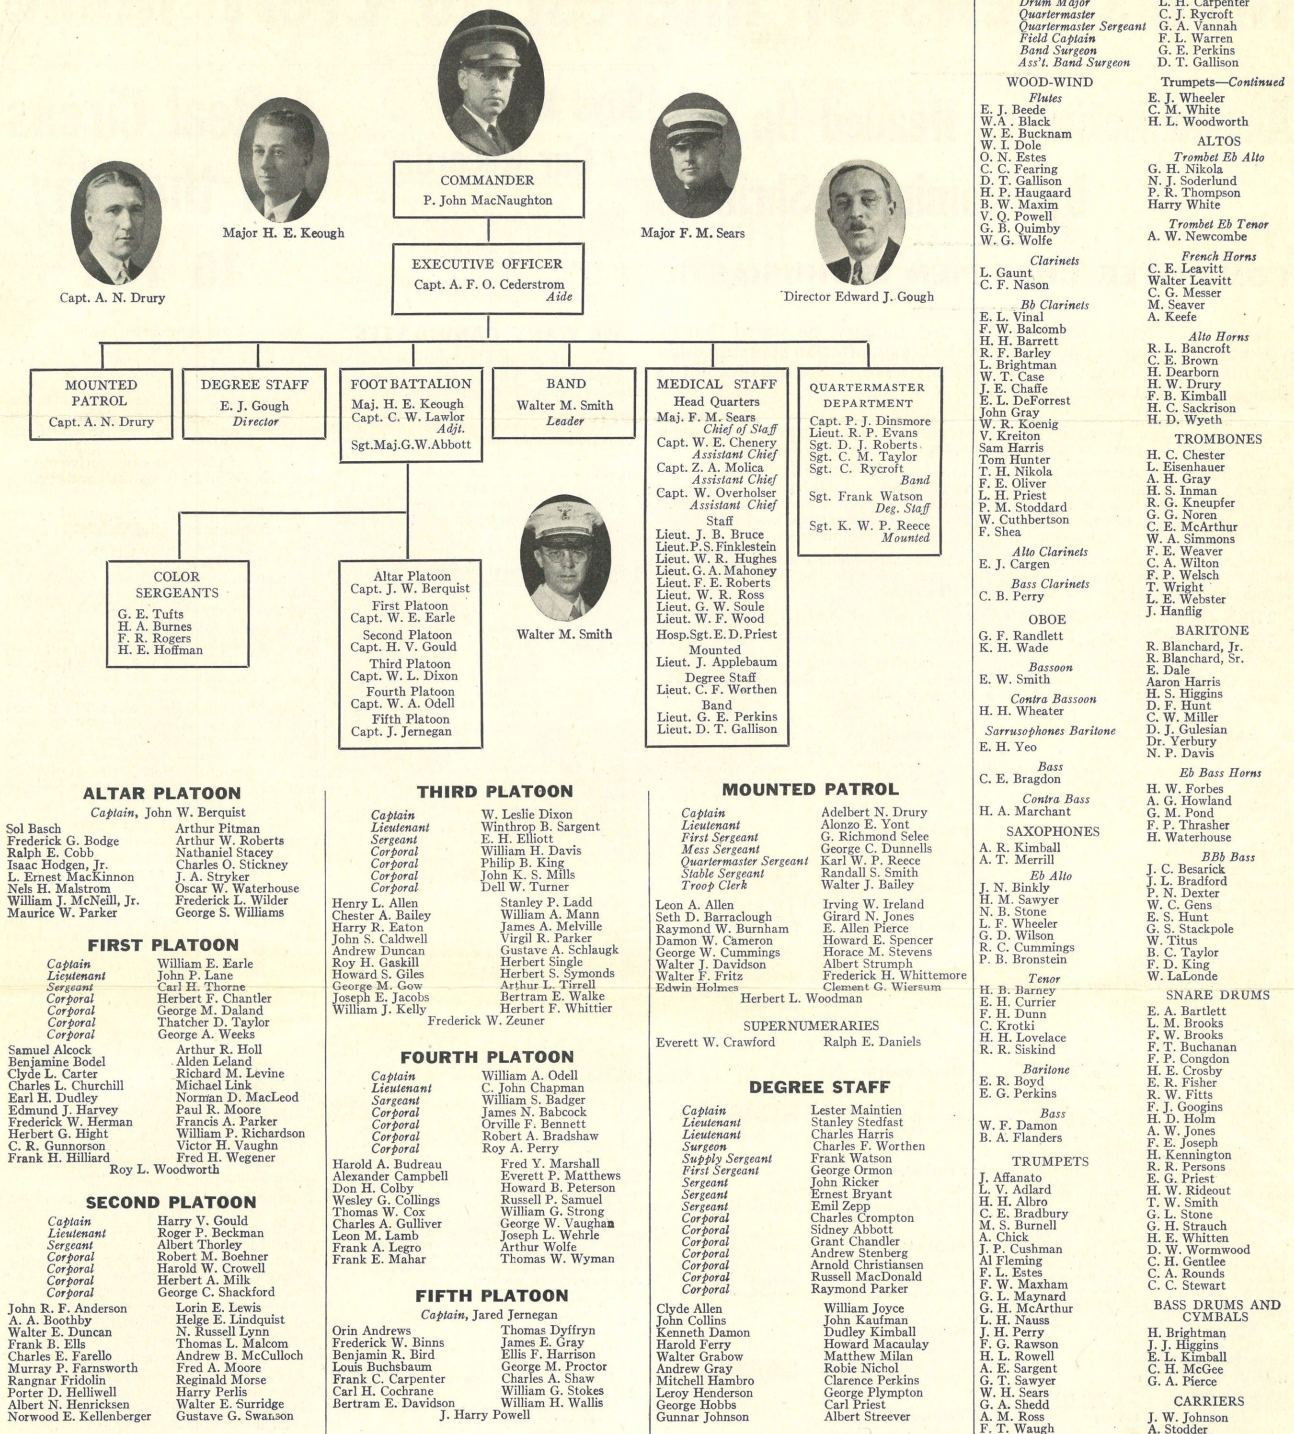 COMMANDER
P. John MacNaughton
Major H. E. Keough
Major F. M. Sears
Capt. A. N. Drury
Director Edward J. Gough
EXECUTIVE OFFICER
Capt. A. F. O. Cederstrom
Aide
MOUNTED
PATROL
Capt. A. N. Drury
DEGREE STAFF
E. J. Gough
Director
FOOT BATTALION
Maj. H. E. Keough
Capt. C. W. Lawlor
Adjt.
Sgt.Maj.G.W.Abbott
BAND
Walter M. Smith
Leader
MEDICAL STAFF
Head Quarters
Maj. F. M. Sears
Chief of Staff
Capt. W. E. Chenery
Assistant Chief
Capt. Z. A. Molica
Assistant Chief
Capt. W. Overholser
Assistant Chief
Staff
Lieut. J. B. Bruce
Lieut.P.S.Finklestein
Lieut. W. R. Hughes
Lieut. G. A. Mahoney
Lieut. F. E. Roberts
Lieut. W. R. Ross
Lieut. G. W. Soule
Lieut. W. F. Wood
Hosp.Sgt.E.D.Priest
Mounted
Lieut. J. Applebaum
Degree Staff
Lieut. C. F. Worthen
Band
Lieut. G. E. Perkins
Lieut. D. T. Gallison
QUARTERMASTER
DEPARTMENT
Capt. P. J. Dinsmore
Lieut. R. P. Evans
Sgt. D. J. Roberts
Sgt. C. M. Taylor
Sgt. C. Rycroft
Band
Sgt. Frank Watson
Deg. Staff
Sgt. K. W. P. Reece
Mounted
COLOR
SERGEANTS
G. E. Tufts
H. A. Burnes
F. R. Rogers
H. E. Hoffman
Altar Platoon
Capt. J. W. Berquist
First Platoon
Capt. W. E. Earle
Second Platoon
Capt. H. V. Gould
Third Platoon
Capt. W. L. Dixon
Fourth Platoon
Capt. W. A. Odell
Fifth Platoon
Capt. J. Jernegan
Walter M. Smith
ALTAR PLATOON
Captain, John W. Berquist
Sol Basch Arthur Pitman
Frederick G. Bodge Arthur W. Roberts
Ralph E. Cobb Nathaniel Stacey
Isaac Hodgen, Jr. Charles O. Stickney
L. Ernest MacKinnon J. A. Stryker
Nels H. Malstrom Oscar W. Waterhouse
William J. McNeill, Jr. Frederick L. Wilder
Maurice W. Parker George S. Williams
FIRST PLATOON
Captain William E. Earle
Lieutenant John P. Lane
Sergeant Carl H. Thorne
Corporal Herbert F. Chantler
Corporal George M. Daland
Corporal Thatcher D. Taylor
Corporal George A. Weeks
Samuel Alcock Arthur R. Holl
Benjamine Bodel Alden Leland
Clyde L. Carter Richard M. Levine
Charles L. Churchill Michael Link
Earl H. Dudley Norman D. MacLeod
Edmund J. Harvey Paul R. Moore
Frederick W. Herman Francis A. Parker
Herbert G. Hight William P. Richardson
C. R. Gunnorson Victor H. Vaughn
Frank H. Hilliard Fred H. Wegener
Roy L. Woodworth
SECOND PLATOON
Captain Harry V. Gould
Lieutenant Roger P. Beckman
Sergeant Albert Thorley
Corporal Robert M. Boehner
Corporal Harold W. Crowell
Corporal Herbert A. Milk
Corporal George C. Shackford
John R. F. Anderson Lorin E. Lewis
A. A. Boothby Helge E. Lindquist
Walter E. Duncan N. Russell Lynn
Frank B. Ells Thomas L. Malcom
Charles E. Farello Andrew B. McCulloch
Murray P. Farnsworth Fred A. Moore
Rangnar Fridolin Reginald Morse
Porter D. Helliwell Harry Perlis
Albert N. Henricksen Walter E. Surridge
Norwood E. Kellenberger Gustave G. Swanson
THIRD PLATOON
Captain W. Leslie Dixon
Lieutenant Winthrop B. Sargent
Sergeant E. H. Elliott
Corporal William H. Davis
Corporal Philip B. King
Corporal John K. S. Mills
Corporal Dell W. Turner
Henry L. Allen Stanley P. Ladd
Chester A. Bailey William A. Mann
Harry R. Eaton James A. Melville
John S. Caldwell Virgil R. Parker
Andrew Duncan Gustave A. Schlaugk
Roy H. Gaskill Herbert Single
Howard S. Giles Herbert S. Symonds
George M. Gow Arthur L. Tirrell
Joseph E. Jacobs Bertram E. Walke
William J. Kelly Herbert F. Whittier
Frederick W. Zeuner
FOURTH PLATOON
Captain William A. Odell
Lieutenant C. John Chapman
Sargeant William S. Badger
Corporal James N. Babcock
Corporal Orville F. Bennett
Corporal Robert A. Bradshaw
Corporal Roy A. Perry
Harold A. Budreau Fred Y. Marshall
Alexander Campbell Everett P. Matthews
Don H. Colby Howard B. Peterson
Wesley G. Collings Russell P. Samuel
Thomas W. Cox William G. Strong
Charles A. Gulliver George W. Vaughan
Leon M. Lamb Joseph L. Wehrle
Frank A. Legro Arthur Wolfe
Frank E. Mahar Thomas W. Wyman
FIFTH PLATOON
Captain, Jared Jernegan
Orin Andrews Thomas Dyffryn
Frederick W. Binns James E. Gray
Benjamin R. Bird Ellis F. Harrison
Louis Buchsbaum George M. Proctor
Frank C. Carpenter Charles A. Shaw
Carl H. Cochrane William G. Stokes
Bertram E. Davidson William H. Wallis
J. Harry Powell
MOUNTED PATROL
Captain Adelbert N. Drury
Lieutenant Alonzo E. Yont
First Sergeant G. Richmond Selee
Mess Sergeant George C. Dunnells
Quartermaster Sergeant Karl W. P. Reece
Stable Sergeant Randall S. Smith
Troop Clerk Walter J. Bailey
Leon A. Allen Irving W. Ireland
Seth D. Barraclough Girard N. Jones
Raymond W. Burnham E. Allen Pierce
Damon W. Cameron Howard E. Spencer
George W. Cummings Horace M. Stevens
Walter J. Davidson Albert Strumph
Walter F. Fritz Frederick H. Whittemore
Edwin Holmes Clement G. Wiersum
Herbert L. Woodman
SUPERNUMERARIES
Everett W. Crawford Ralph E. Daniels
DEGREE STAFF
Captain Lester Maintien
Lieutenant Stanley Stedfast
Lieutenant Charles Harris
Surgeon Charles F. Worthen
Supply Sergeant Frank Watson
First Sergeant George Ormon
Sergeant John Ricker
Sergeant Ernest Bryant
Sergeant Emil Zepp
Corporal Charles Crompton
Corporal Sidney Abbott
Corporal Grant Chandler
Corporal Andrew Stenberg
Corporal Arnold Christiansen
Corporal Russell MacDonald
Corporal Raymond Parker
Clyde Allen William Joyce
John Collins John Kaufman
Kenneth Damon Dudley Kimball
Harold Ferry Howard Macaulay
Walter Grabow Matthew Milan
Andrew Gray Robie Nichol
Mitchell Hambro Clarence Perkins
Leroy Henderson George Plympton
George Hobbs Carl Priest
Gunnar Johnson Albert Streever
Drum Major L. H. Carpenter
Quartermaster C. J. Rycroft
Quartermaster Sergeant G. A. Vannah
Field Captain F. L. Warren
Band Surgeon G. E. Perkins
Ass't. Band Surgeon D. T. Gallison
WOOD-WIND
Flutes
E. J. Beede
W.A . Black
W. E. Bucknam
W. I. Dole
O. N. Estes
C. C. Fearing
D. T. Gallison
H. P. Haugaard
B. W. Maxim
V. Q. Powell
G. B. Quimby
W. G. Wolfe
Clarinets
L. Gaunt
C. F. Nason
Bb Clarinets
E. L. Vinal
F. W. Balcomb
H. H. Barrett
R. F. Barley
L. Brightman
W. T. Case
J. E. Chaffe
E. L. DeForrest
John Gray
W. R. Koenig
V. Kreiton
Sam Harris
Tom Hunter
T. H. Nikola
F. E. Oliver
L. H. Priest
P. M. Stoddard
W. Cuthbertson
F. Shea
Alto Clarinets
E. J. Cargen
Bass Clarinets
C. B. Perry
OBOE
G. F. Randlett
K. H. Wade
Bassoon
E. W. Smith
Contra Bassoon
H. H. Wheater
Sarrusophones Baritone
E. H. Yeo
Bass
C. E. Bragdon
Contra Bass
H. A. Marchant
SAXOPHONES
A. R. Kimball
A. T. Merrill
Eb Alto
J. N. Binkly
H. M. Sawyer
N. B. Stone
L. F. Wheeler
G. D. Wilson
R. C. Cummings
P. B. Bronstein
Tenor
H. B. Barney
E. H. Currier
F. H. Dunn
C. Krotki
H. H. Lovelace
R. R. Siskind
Baritone
E. R. Boyd
E. G. Perkins
Bass
W. F. Damon
B. A. Flanders
TRUMPETS
J. Affanato
L. V. Adlard
H. H. Albro
C. E. Bradbury
M. S. Burnell
A. Chick
J. P. Cushman
Al Fleming
F. L. Estes
F. W. Maxham
G. L. Maynard
G. H. McArthur
L. H. Nauss
J. H. Perry
F. G. Rawson
H. L. Rowell
A. E. Sargent
G. T. Sawyer
W. H. Sears
G. A. Shedd
A. M. Ross
F. T. Waugh
Trumpets—Continued
E. J. Wheeler
C. M. White
H. L. Woodworth
ALTOS
Trombet Eb Alto
G. H. Nikola
N. J. Soderlund
P. R. Thompson
Harry White
Trombet Eb Tenor
A. W. Newcombe
French Horns
C. E. Leavitt
Walter Leavitt
C. G. Messer
M. Seaver
A. Keefe
Alto Horns
R. L. Bancroft
C. E. Brown
H. Dearborn
H. W. Drury
F. B. Kimball
H. C. Sackrison
H. D. Wyeth
TROMBONES
H. C. Chester
L. Eisenhauer
A. H. Gray
H. S. Inman
R. G. Kneupfer
G. G. Noren
C. E. McArthur
W. A. Simmons
F. E. Weaver
C. A. Wilton
F. P. Welsch
T. Wright
L. E. Webster
J. Hanflig
BARITONE
R. Blanchard, Jr.
R. Blanchard, Sr.
E. Dale
Aaron Harris
H. S. Higgins
D. F. Hunt
C. W. Miller
D. J. Gulesian
Dr. Yerbury
N. P. Davis
Eb Bass Horns
H. W. Forbes
A. G. Howland
G. M. Pond
F. P. Thrasher
H. Waterhouse
BBb Bass
J. C. Besarick
J. L. Bradford
P. N. Dexter
W. C. Gens
E. S. Hunt
G. S. Stackpole
W. Titus
B. C. Taylor
F. D. King
W. LaLonde
SNARE DRUMS
E. A. Bartlett
L. M. Brooks
F. W. Brooks
F. T. Buchanan
F. P. Congdon
H. E. Crosby
E. R. Fisher
R. W. Fitts
F. J. Googins
H. D. Holm
A. W. Jones
F. E. Joseph
H. Kennington
R. R. Persons
E. G. Priest
H. W. Rideout
T. W. Smith
G. L. Stone
G. H. Strauch
H. E. Whitten
D. W. Wormwood
C. H. Gentlee
C. A. Rounds
C. C. Stewart
BASS DRUMS AND
CYMBALS
H. Brightman
J. J. Higgins
E. L. Kimball
C. H. McGee
G. A. Pierce
CARRIERS
J. W. Johnson
A. Stodder